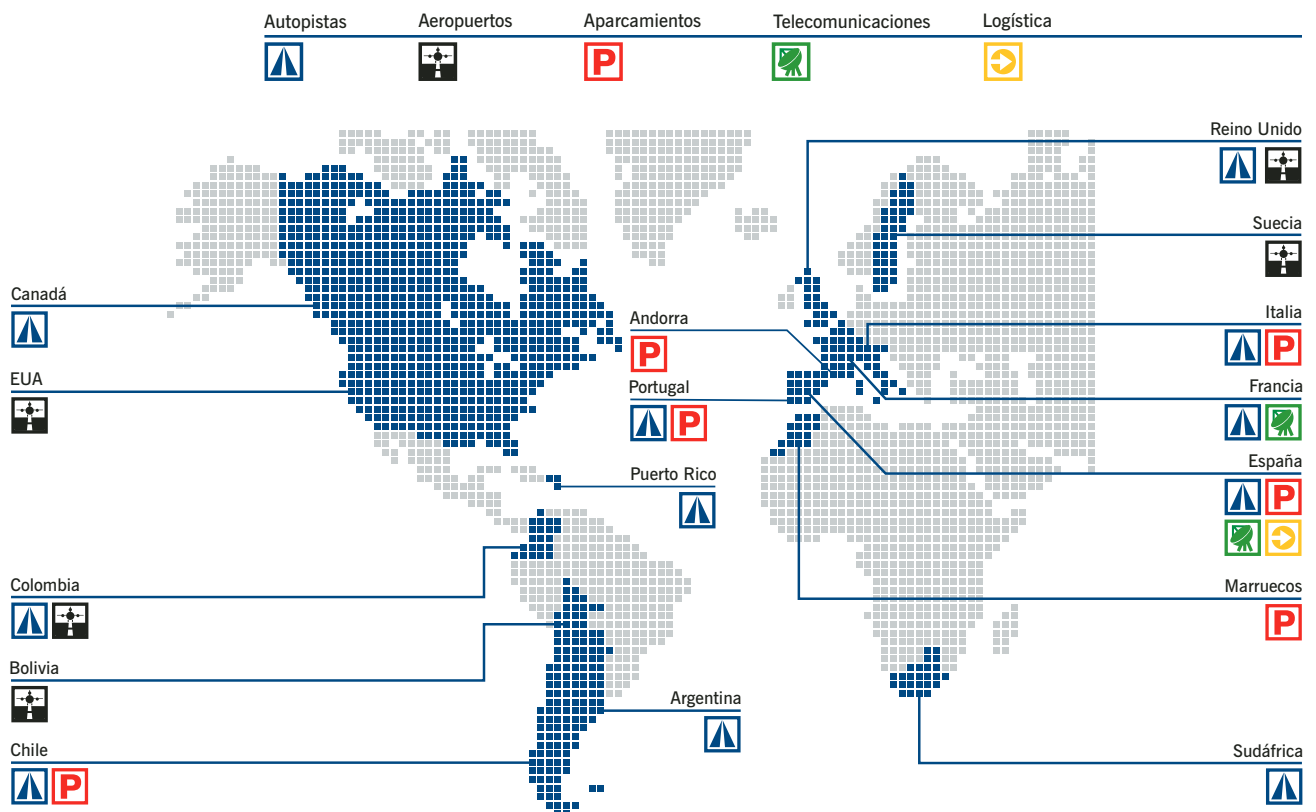 Autopistas Aeropuertos Aparcamientos Telecomunicaciones Logística
P
Reino Unido
Suecia
Canadá
Andorra
Italia
P
P
EUA
Portugal
Francia
P
España
Puerto Rico
P
Colombia
Marruecos
P
Bolivia
Argentina
Chile
Sudáfrica
P